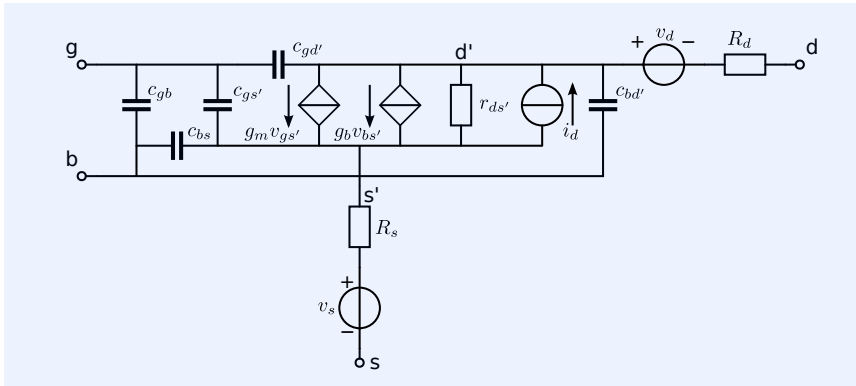 g
c_gd'
d'
+ v_d −
R_d
d
c_gb
c_gs'
r_ds'
c_bd'
c_bs
g_m v_gs'
g_b v_bs'
i_d
b
s'
R_s
+
v_s
−
s